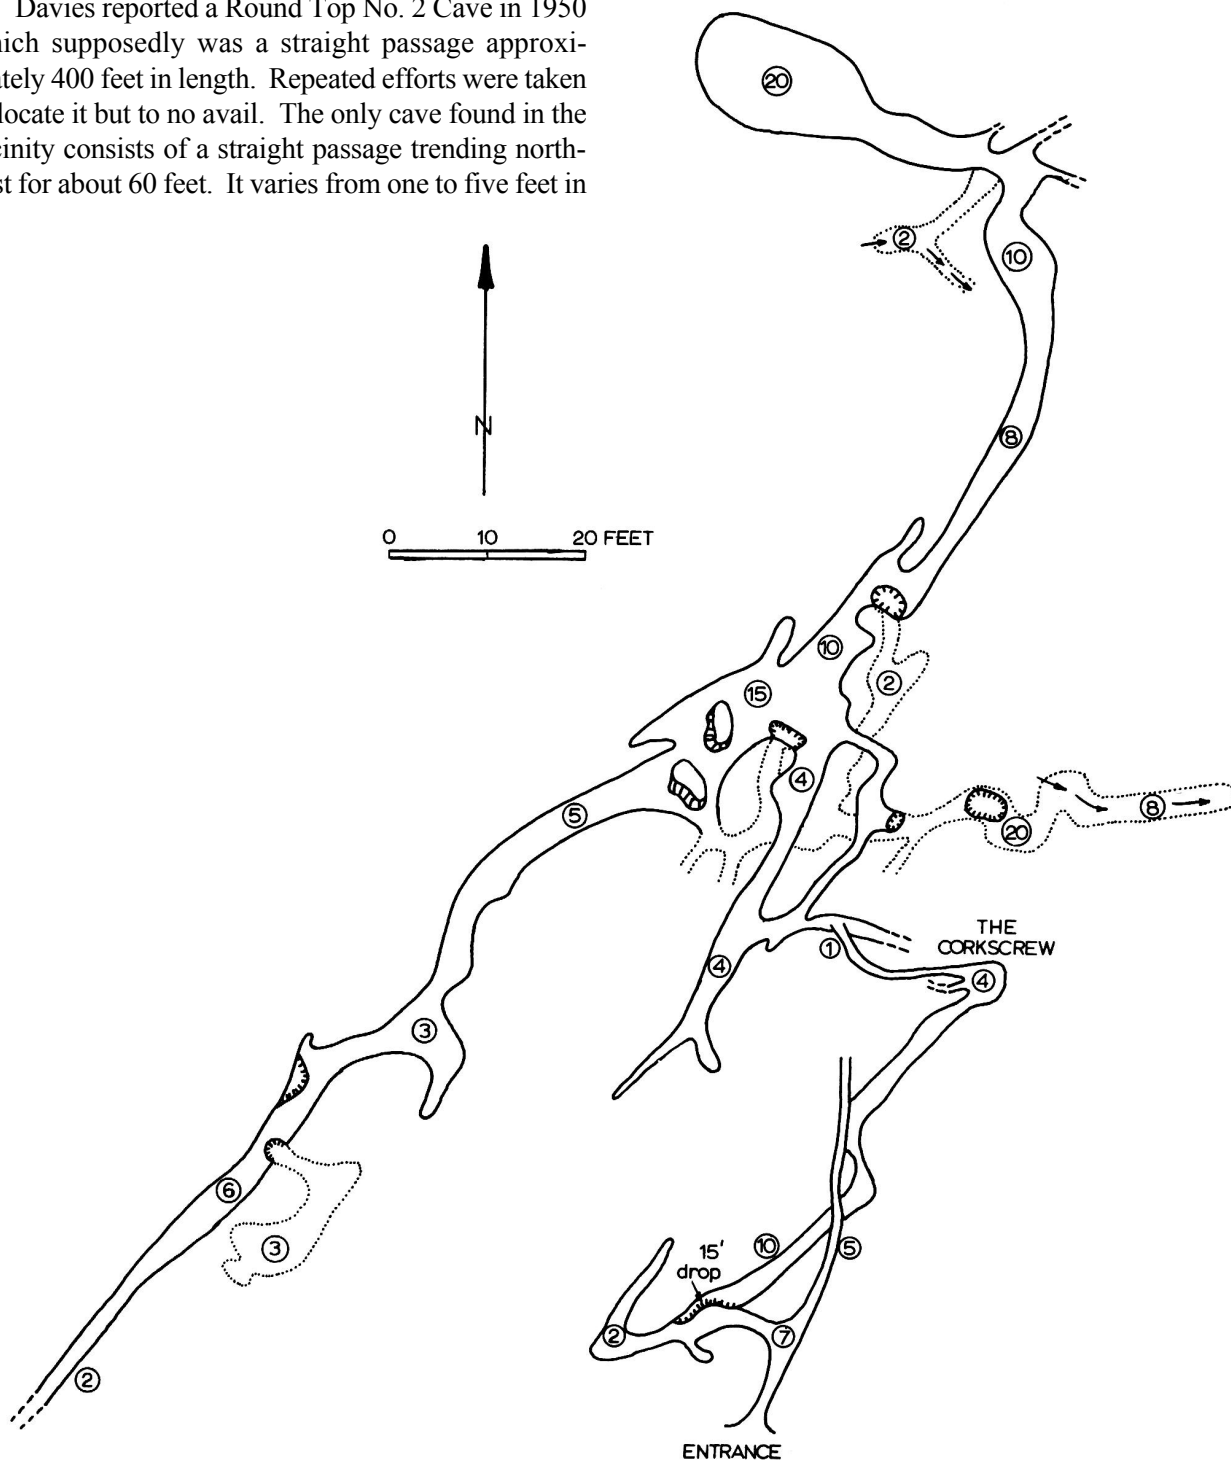 Davies reported a Round Top No. 2 Cave in 1950
hich supposedly was a straight passage approxi-
ately 400 feet in length. Repeated efforts were taken
locate it but to no avail. The only cave found in the
cinity consists of a straight passage trending north-
st for about 60 feet. It varies from one to five feet in
20
2
10
N
8
0 10 20 FEET
10
2
15
4
5
8
20
THE
CORKSCREW
1
4
4
3
6
3
15'
drop
10
5
2
7
2
ENTRANCE